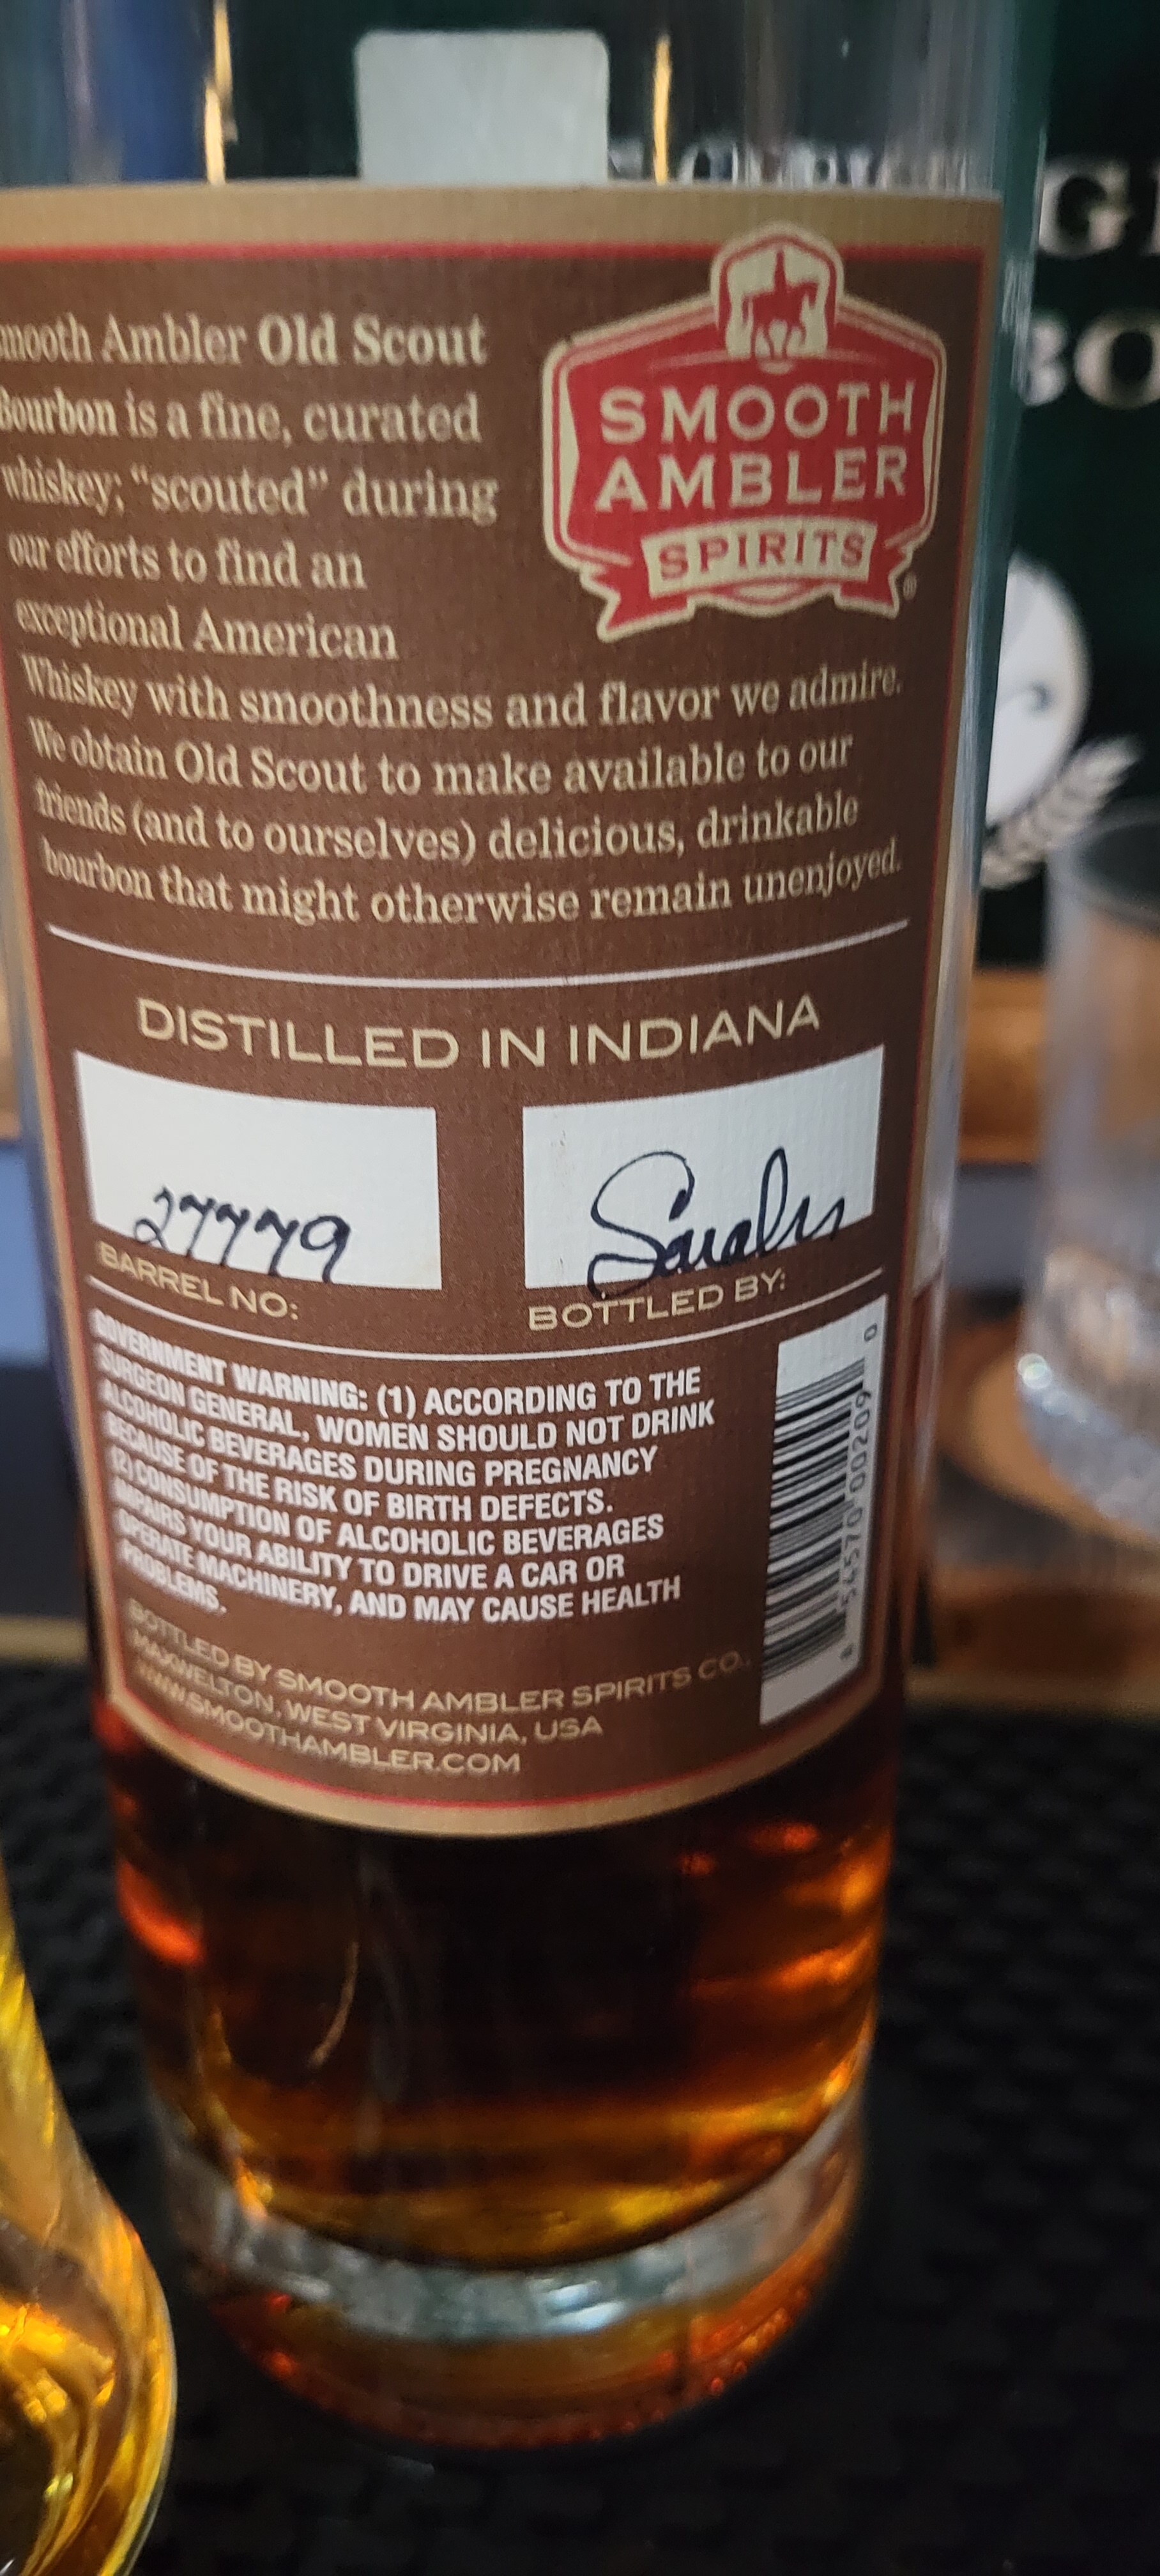 mooth Ambler Old Scout
Bourbon is a fine, curated
whiskey; "scouted" during
our efforts to find an
exceptional American
Whiskey with smoothness and flavor we admire.
We obtain Old Scout to make available to our
friends (and to ourselves) delicious, drinkable
bourbon that might otherwise remain unenjoyed.
SMOOTH
AMBLER
SPIRITS
®
DISTILLED IN INDIANA
27779
BARREL NO:
Sarah
BOTTLED BY:
GOVERNMENT WARNING: (1) ACCORDING TO THE
SURGEON GENERAL, WOMEN SHOULD NOT DRINK
ALCOHOLIC BEVERAGES DURING PREGNANCY
BECAUSE OF THE RISK OF BIRTH DEFECTS.
(2) CONSUMPTION OF ALCOHOLIC BEVERAGES
IMPAIRS YOUR ABILITY TO DRIVE A CAR OR
OPERATE MACHINERY, AND MAY CAUSE HEALTH
PROBLEMS.
8 54570 00209 0
BOTTLED BY SMOOTH AMBLER SPIRITS CO.,
MAXWELTON, WEST VIRGINIA, USA
WWW.SMOOTHAMBLER.COM